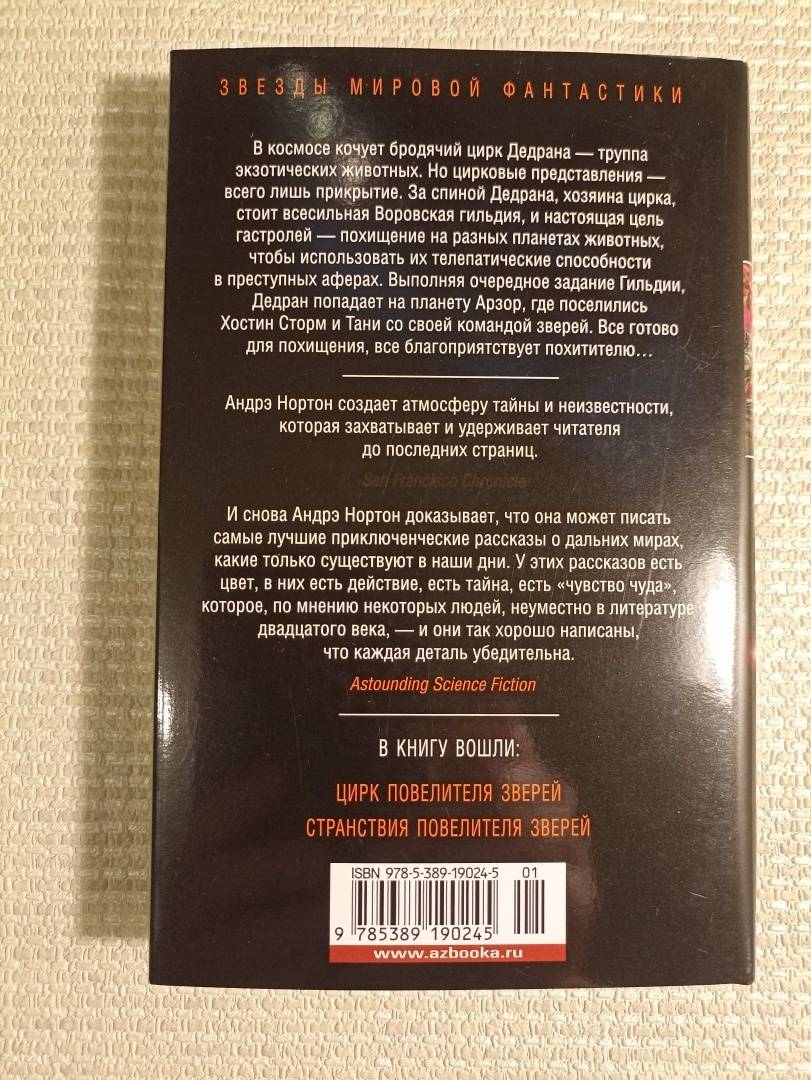 ЗВЕЗДЫ МИРОВОЙ ФАНТАСТИКИ
В космосе кочует бродячий цирк Дедрана — труппа
экзотических животных. Но цирковые представления —
всего лишь прикрытие. За спиной Дедрана, хозяина цирка,
стоит всесильная Воровская гильдия, и настоящая цель
гастролей — похищение на разных планетах животных,
чтобы использовать их телепатические способности
в преступных аферах. Выполняя очередное задание Гильдии,
Дедран попадает на планету Арзор, где поселились
Хостин Сторм и Тани со своей командой зверей. Все готово
для похищения, все благоприятствует похитителю...
Андрэ Нортон создает атмосферу тайны и неизвестности,
которая захватывает и удерживает читателя
до последних страниц.
San Francisco Chronicle
И снова Андрэ Нортон доказывает, что она может писать
самые лучшие приключенческие рассказы о дальних мирах,
какие только существуют в наши дни. У этих рассказов есть
цвет, в них есть действие, есть тайна, есть «чувство чуда»,
которое, по мнению некоторых людей, неуместно в литературе
двадцатого века, — и они так хорошо написаны,
что каждая деталь убедительна.
Astounding Science Fiction
В КНИГУ ВОШЛИ:
ЦИРК ПОВЕЛИТЕЛЯ ЗВЕРЕЙ
СТРАНСТВИЯ ПОВЕЛИТЕЛЯ ЗВЕРЕЙ
ISBN 978-5-389-19024-5 01
9 785389 190245
www.azbooka.ru